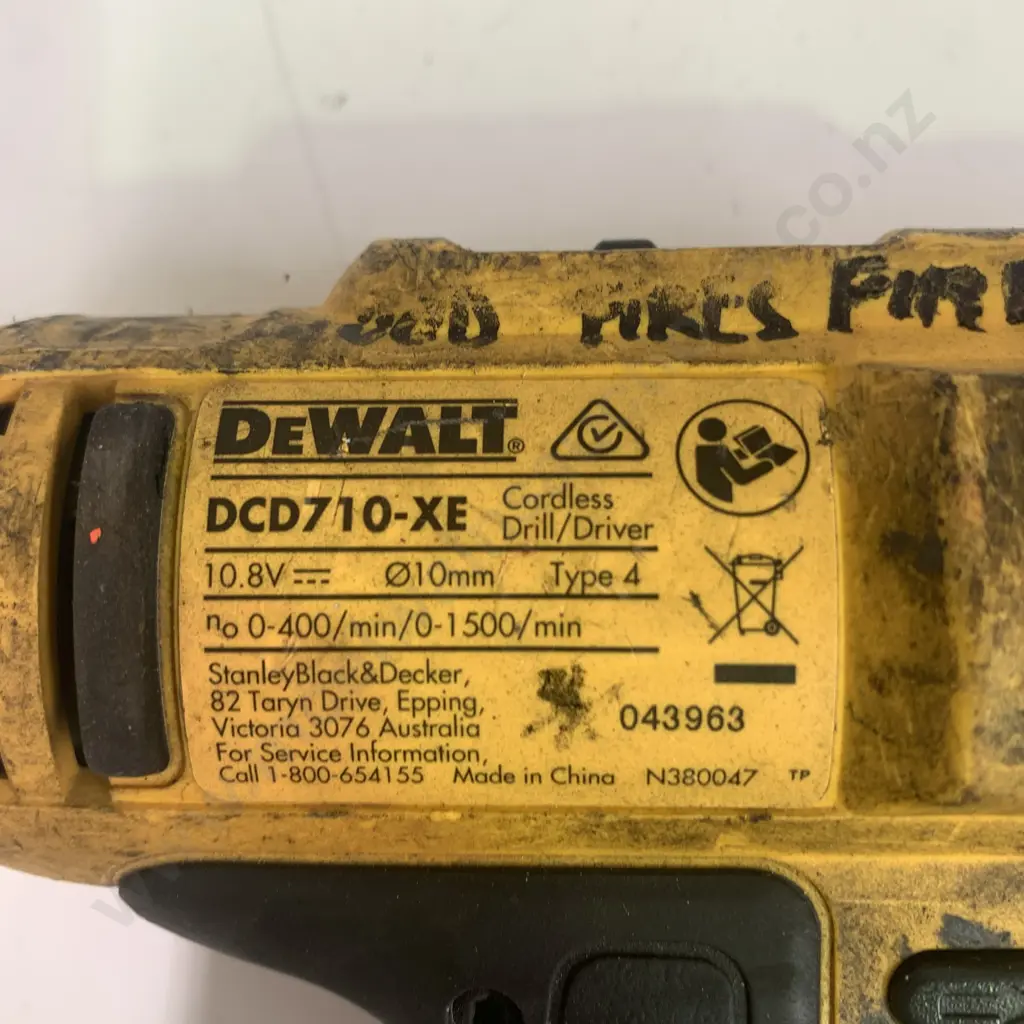 co.nz
DEWALT®
DCD710-XE Cordless Drill/Driver
10.8V Ø10mm Type 4
no 0-400/min/0-1500/min
StanleyBlack&Decker,
82 Taryn Drive, Epping,
Victoria 3076 Australia
For Service Information,
Call 1-800-654155 Made in China N380047 TP
043963